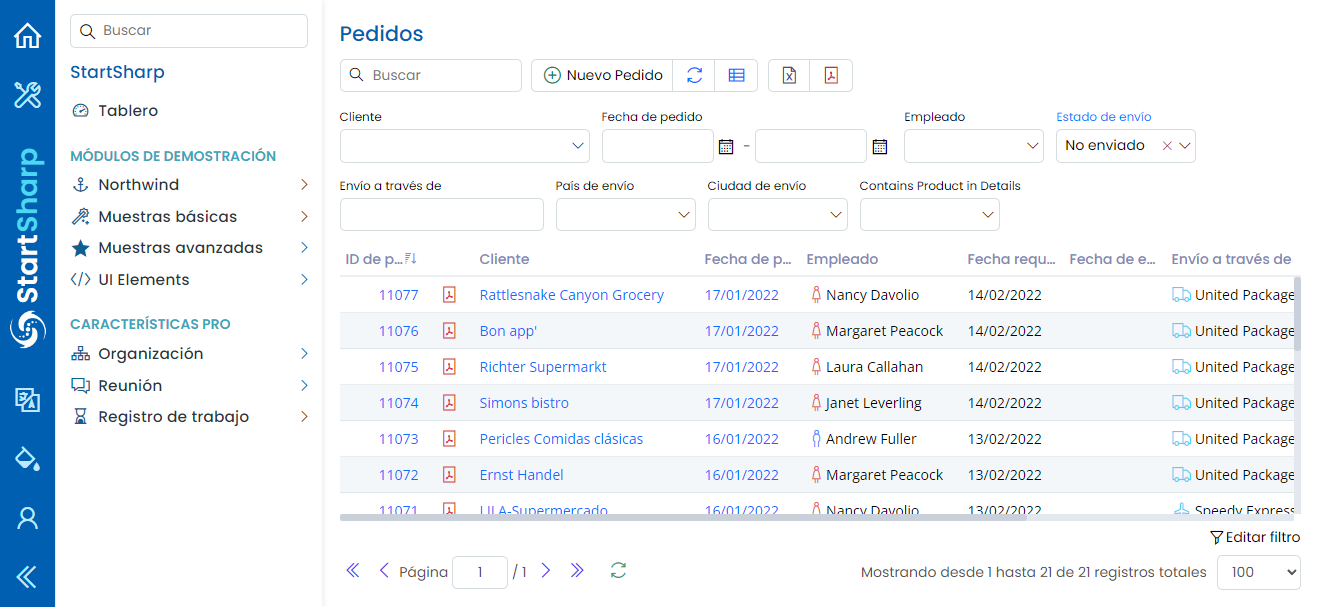 StartSharp
Buscar
StartSharp
Tablero
MÓDULOS DE DEMOSTRACIÓN
Northwind
Muestras básicas
Muestras avanzadas
UI Elements
CARACTERÍSTICAS PRO
Organización
Reunión
Registro de trabajo
Pedidos
Buscar Nuevo Pedido
Cliente Fecha de pedido Empleado Estado de envío
- No enviado
Envío a través de País de envío Ciudad de envío Contains Product in Details
ID de p... Cliente Fecha de p... Empleado Fecha requ... Fecha de e... Envío a través de
11077 Rattlesnake Canyon Grocery 17/01/2022 Nancy Davolio 14/02/2022 United Package
11076 Bon app' 17/01/2022 Margaret Peacock 14/02/2022 United Package
11075 Richter Supermarkt 17/01/2022 Laura Callahan 14/02/2022 United Package
11074 Simons bistro 17/01/2022 Janet Leverling 14/02/2022 United Package
11073 Pericles Comidas clásicas 16/01/2022 Andrew Fuller 13/02/2022 United Package
11072 Ernst Handel 16/01/2022 Margaret Peacock 13/02/2022 United Package
11071 LILA-Supermercado 16/01/2022 Nancy Davolio 13/02/2022 Speedy Express
Editar filtro
Página 1 / 1 Mostrando desde 1 hasta 21 de 21 registros totales 100